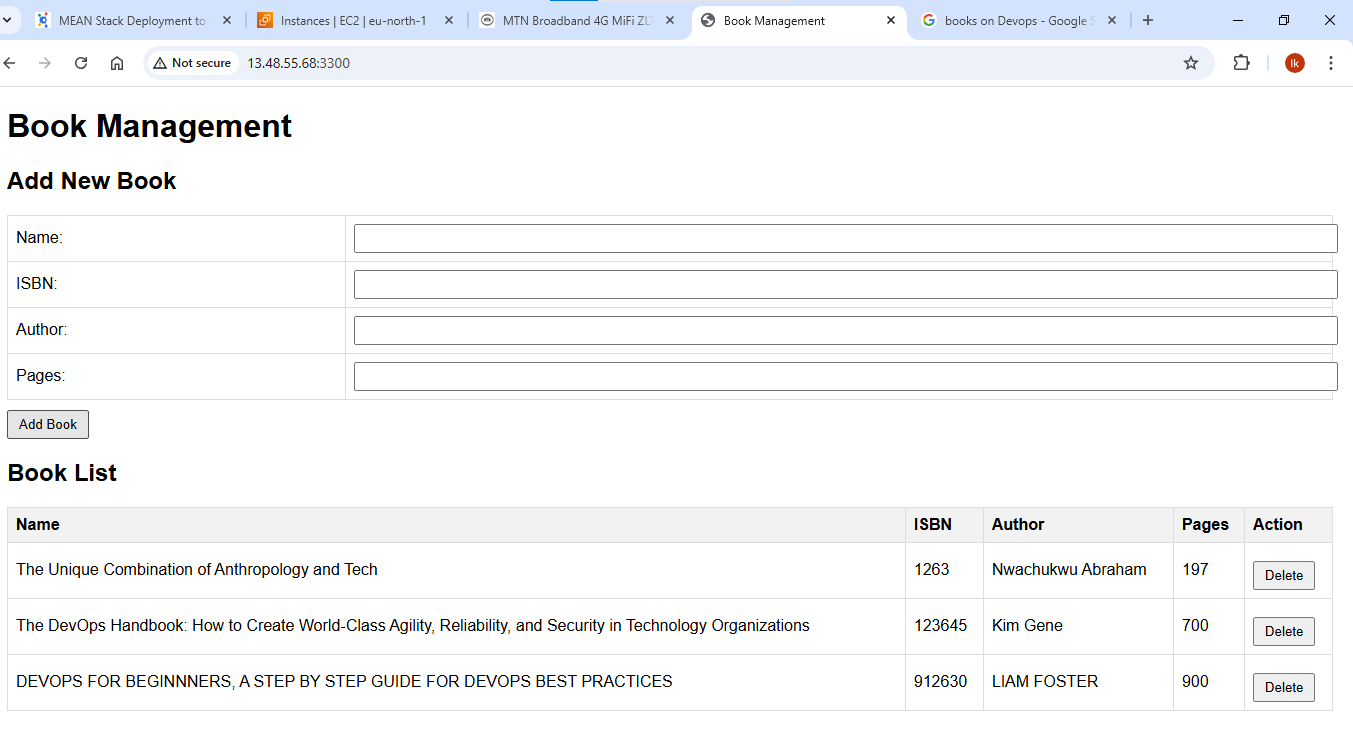 MEAN Stack Deployment to
Instances | EC2 | eu-north-1
MTN Broadband 4G MiFi ZLT
Book Management
books on Devops - Google S
Not secure
13.48.55.68:3300
lk
Book Management
Add New Book
Name:
ISBN:
Author:
Pages:
Add Book
Book List
Name ISBN Author Pages Action
The Unique Combination of Anthropology and Tech 1263 Nwachukwu Abraham 197 Delete
The DevOps Handbook: How to Create World-Class Agility, Reliability, and Security in Technology Organizations 123645 Kim Gene 700 Delete
DEVOPS FOR BEGINNNERS, A STEP BY STEP GUIDE FOR DEVOPS BEST PRACTICES 912630 LIAM FOSTER 900 Delete